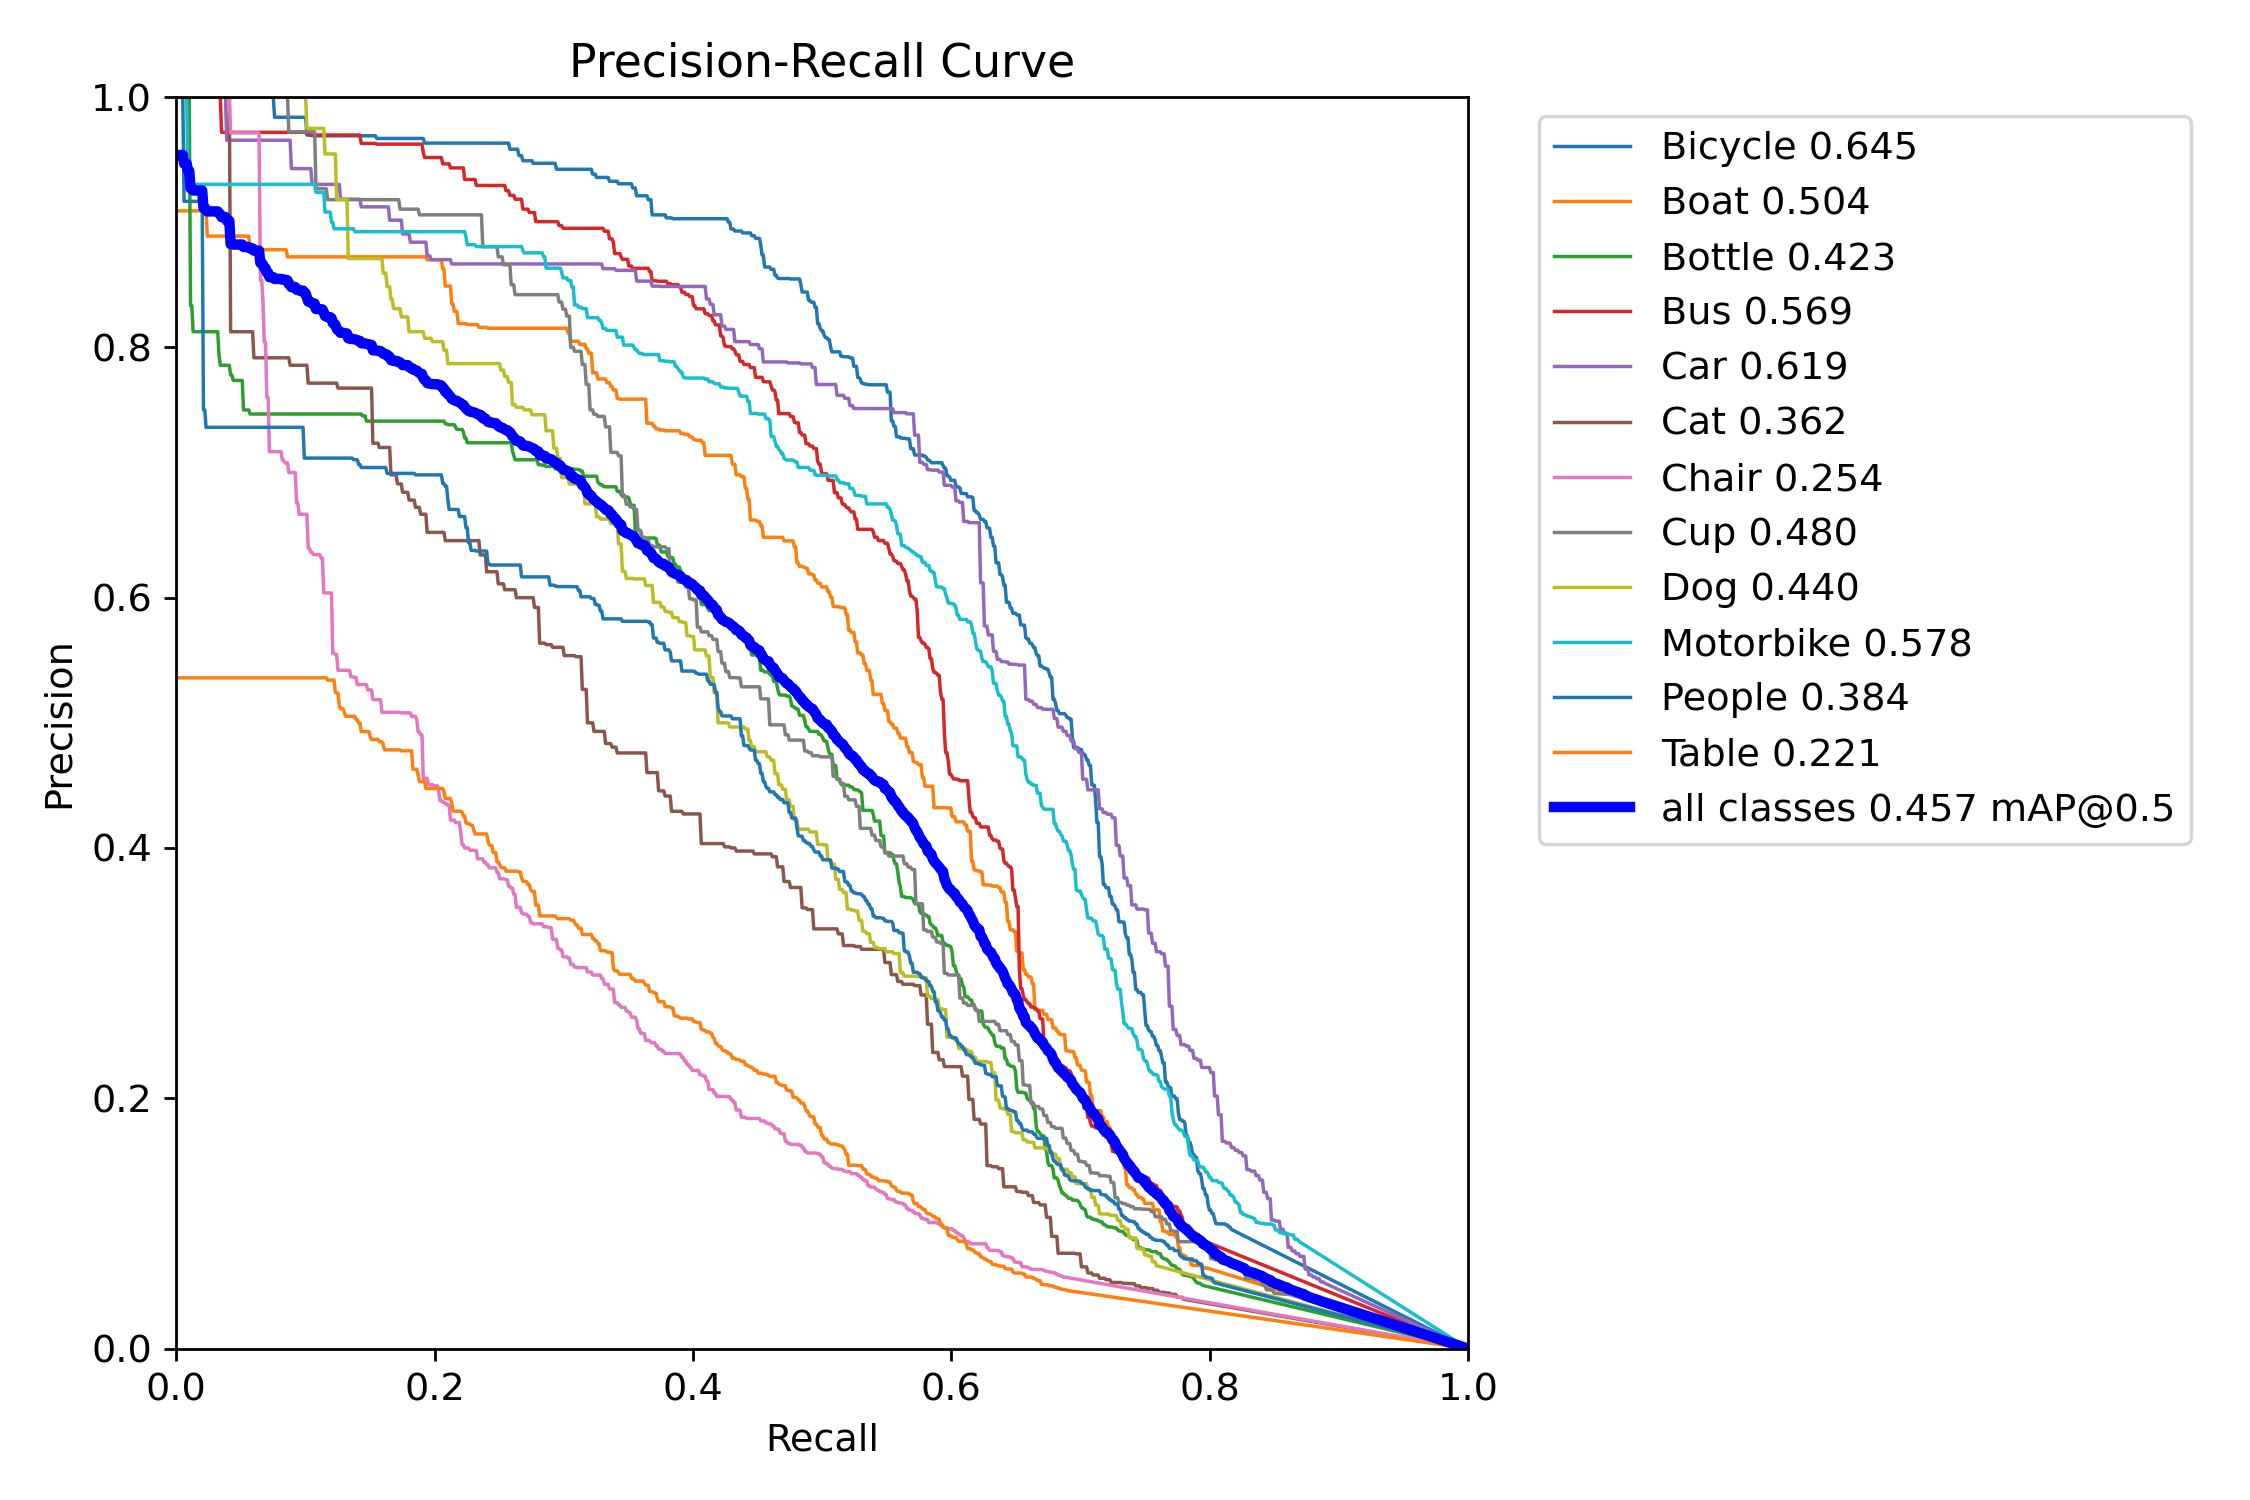 Precision-Recall Curve
1.0
0.8
0.6
0.4
0.2
0.0
Precision
0.0 0.2 0.4 0.6 0.8 1.0
Recall
Bicycle 0.645
Boat 0.504
Bottle 0.423
Bus 0.569
Car 0.619
Cat 0.362
Chair 0.254
Cup 0.480
Dog 0.440
Motorbike 0.578
People 0.384
Table 0.221
all classes 0.457 mAP@0.5